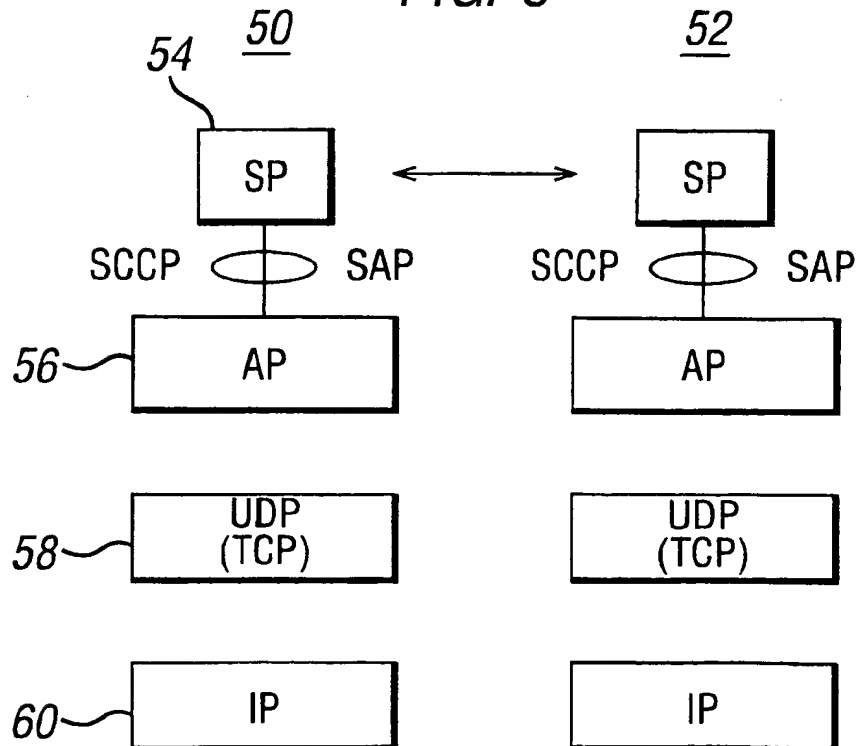 50 52
54
SP SP
SCCP SAP SCCP SAP
56 AP AP
UDP UDP
58 (TCP) (TCP)
60 IP IP